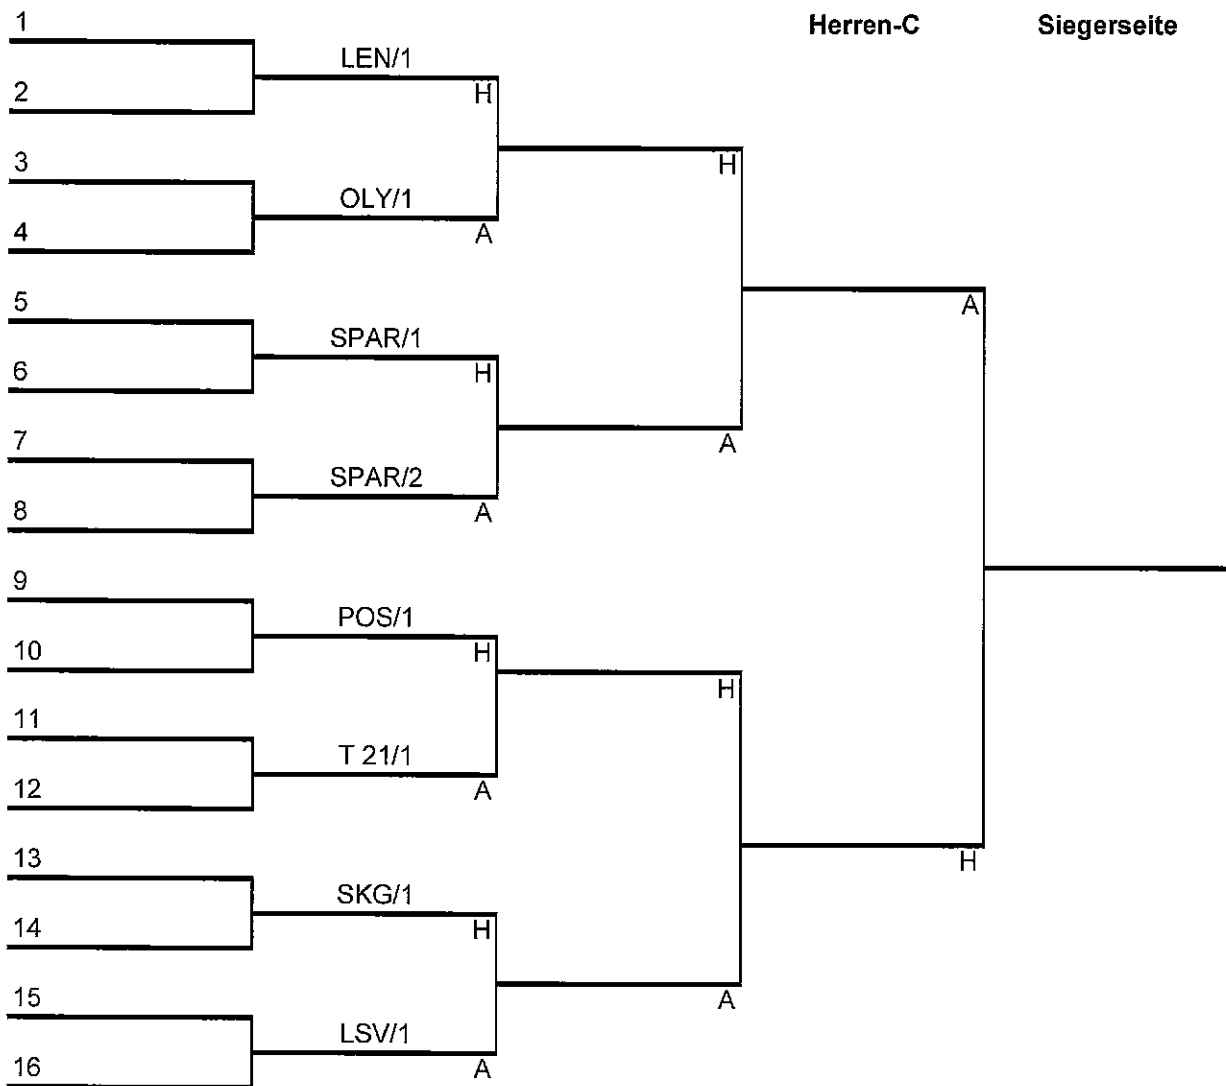 Herren-C Siegerseite
1
LEN/1
H
2
H
3
OLY/1
A
4
5
A
SPAR/1
H
6
A
7
SPAR/2
A
8
9
POS/1
H
10
H
11
T 21/1
A
12
13
H
SKG/1
H
14
A
15
LSV/1
A
16